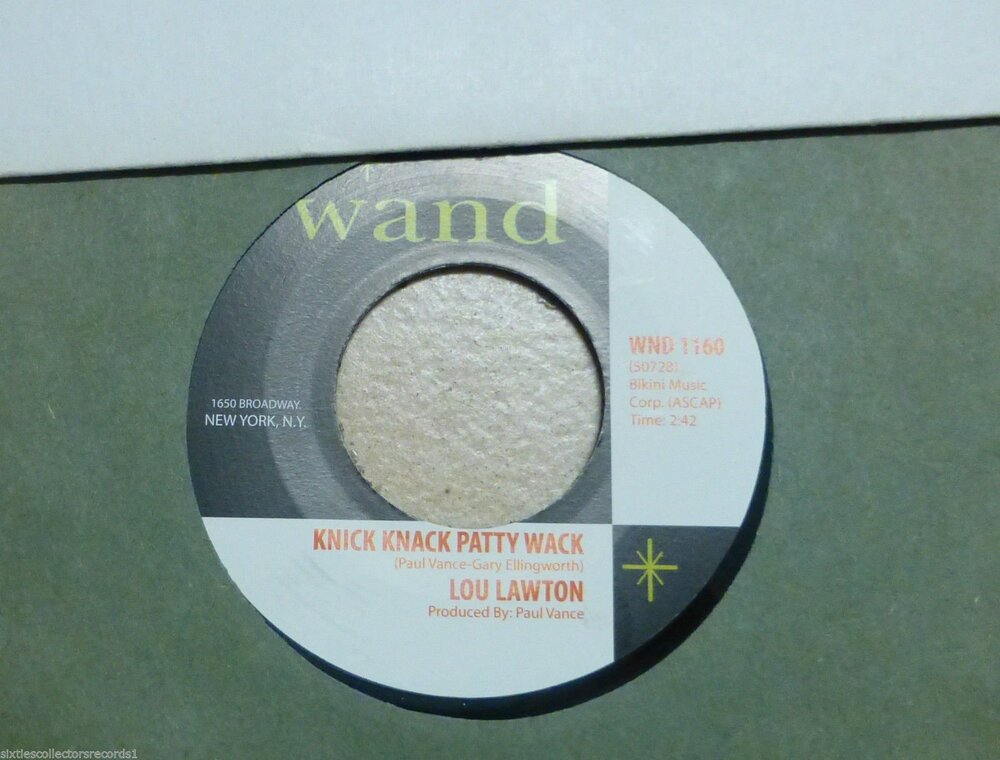 wand
1650 BROADWAY.
NEW YORK, N.Y.
WND 1160
(50728)
Bikini Music
Corp. (ASCAP)
Time: 2:42
KNICK KNACK PATTY WACK
(Paul Vance-Gary Ellingworth)
LOU LAWTON
Produced By: Paul Vance
sixtiescollectorsrecords1